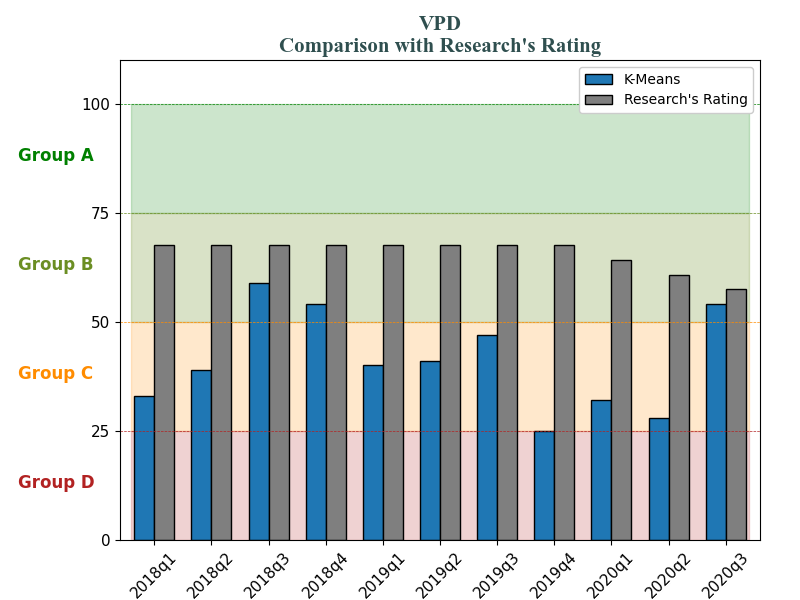 VPD
Comparison with Research's Rating
K-Means
Research's Rating
100
Group A
75
Group B
50
Group C
25
Group D
0
2018q1
2018q2
2018q3
2018q4
2019q1
2019q2
2019q3
2019q4
2020q1
2020q2
2020q3